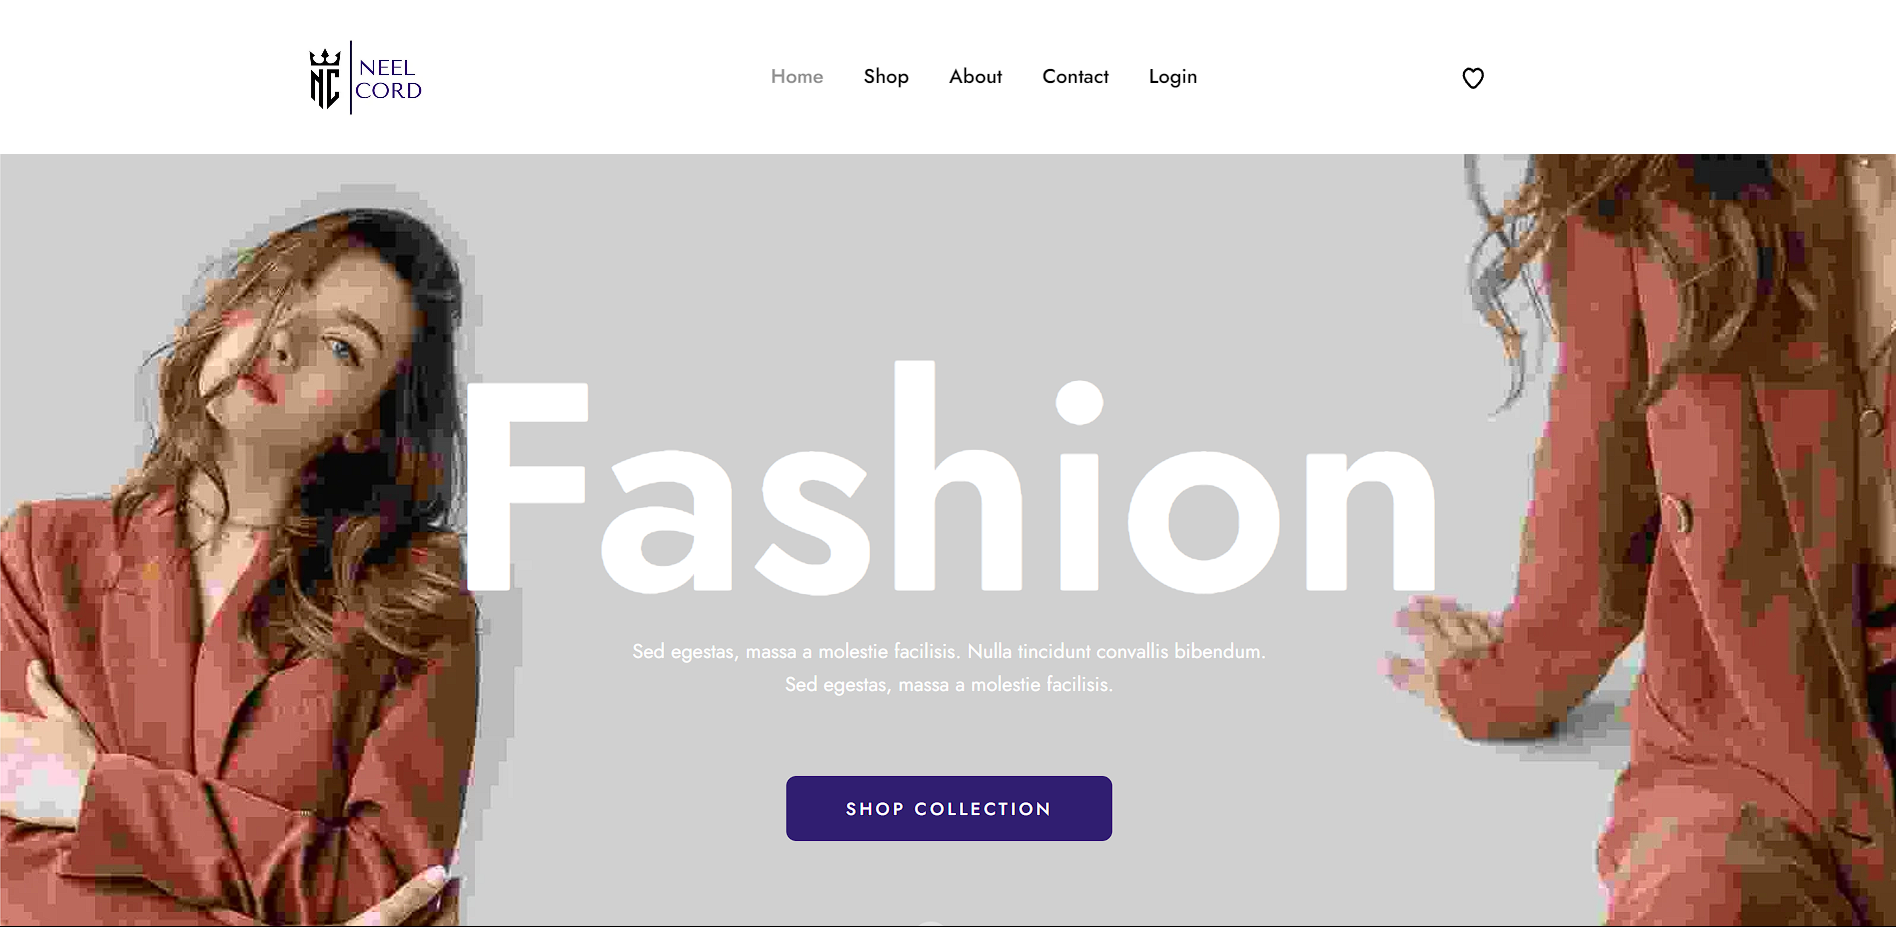 NC
NEEL
CORD
Home Shop About Contact Login
Fashion
Sed egestas, massa a molestie facilisis. Nulla tincidunt convallis bibendum.
Sed egestas, massa a molestie facilisis.
SHOP COLLECTION